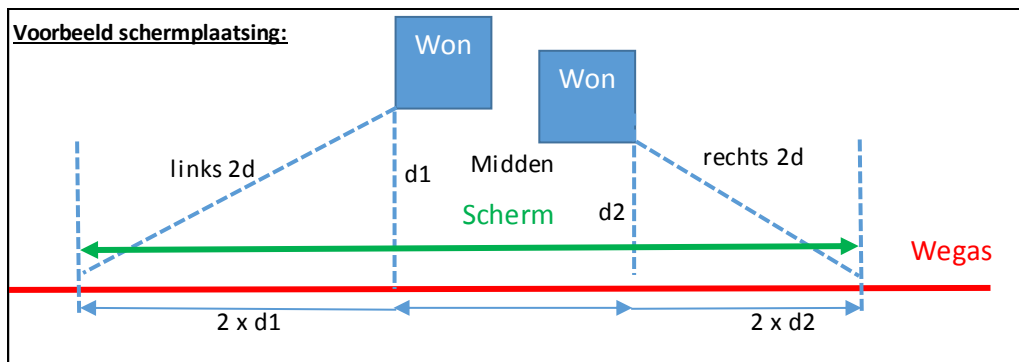 Voorbeeld schermplaatsing:
Won
Won
links 2d
d1
Midden
rechts 2d
Scherm
d2
Wegas
2 x d1
2 x d2